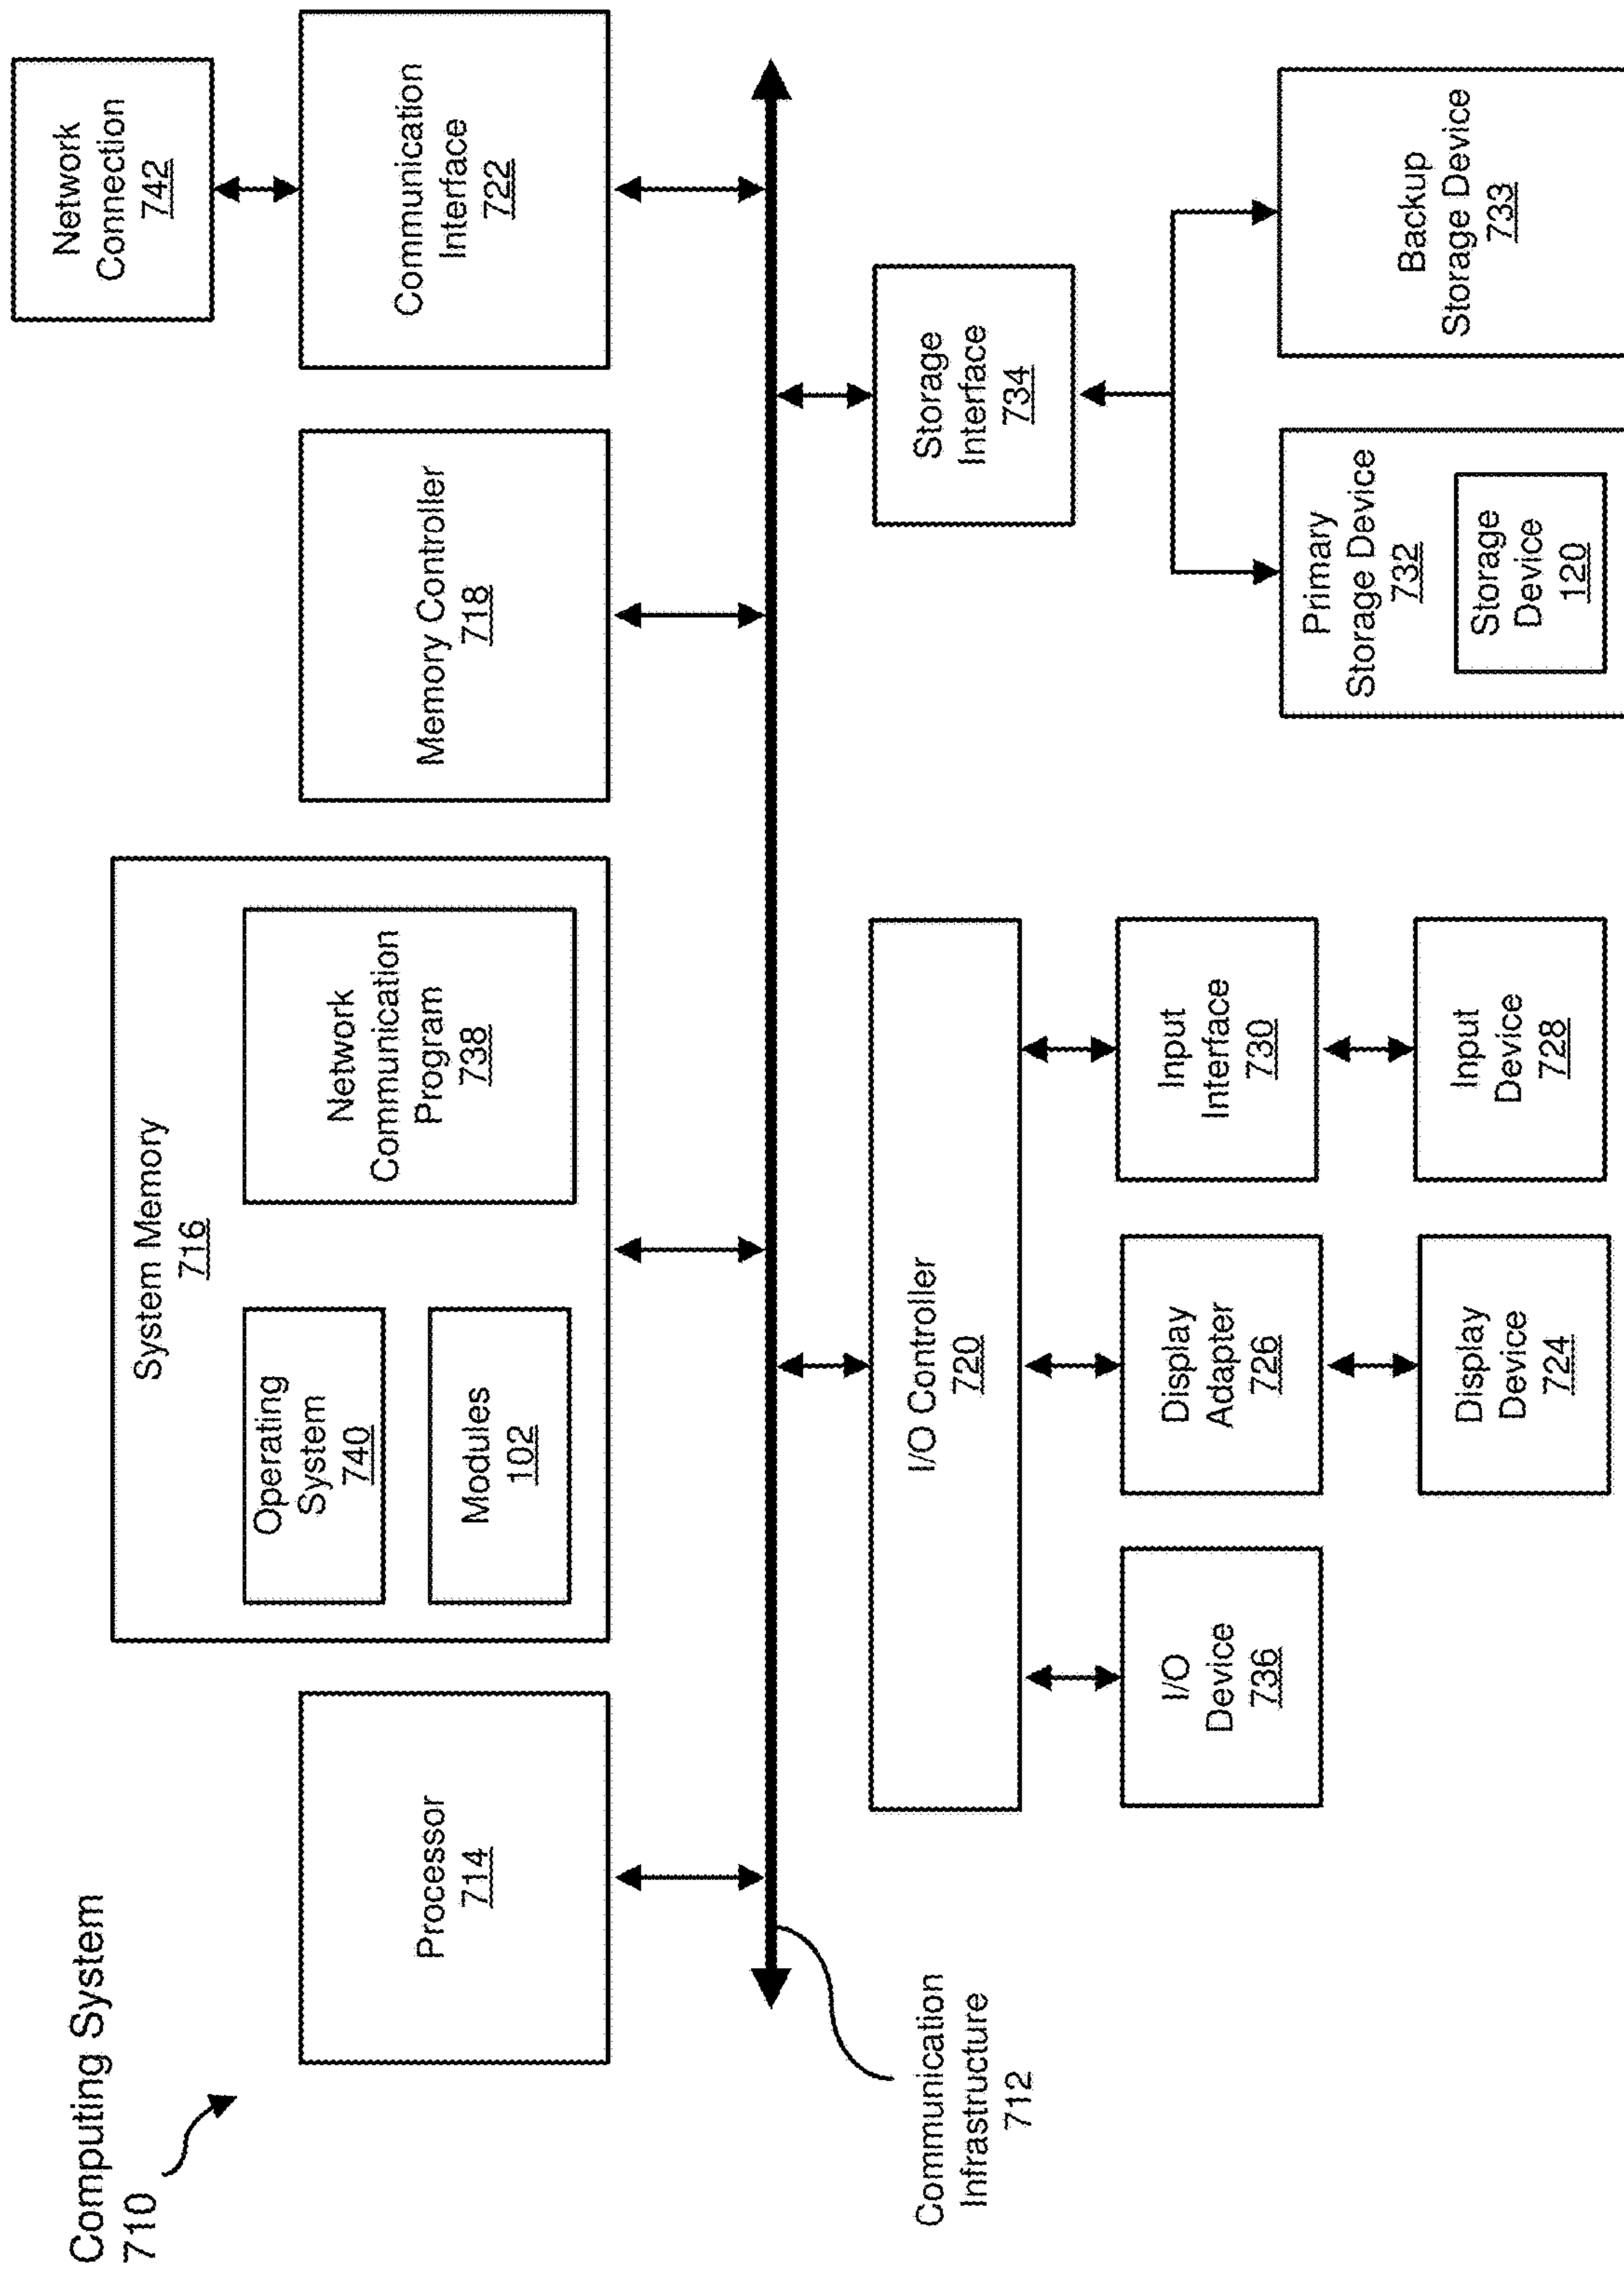 Computing System
710
Processor
714
System Memory
716
Operating
System
740
Modules
102
Network
Communication
Program
738
Memory Controller
718
Network
Connection
742
Communication
Interface
722
Communication
Infrastructure
712
I/O Controller
720
I/O
Device
736
Display
Adapter
726
Display
Device
724
Input
Interface
730
Input
Device
728
Storage
Interface
734
Primary
Storage Device
732
Storage
Device
120
Backup
Storage Device
733